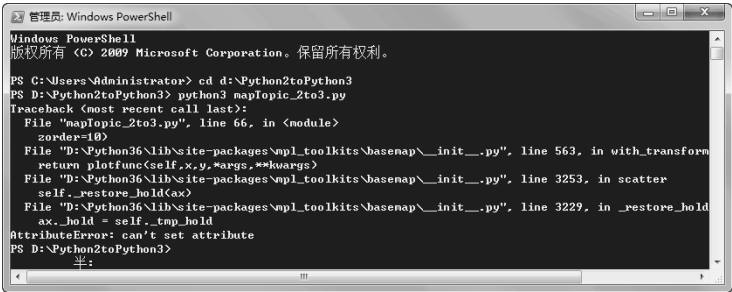 管理员: Windows PowerShell
Windows PowerShell
版权所有 (C) 2009 Microsoft Corporation。保留所有权利。
PS C:\Users\Administrator> cd d:\Python2toPython3
PS D:\Python2toPython3> python3 mapTopic_2to3.py
Traceback (most recent call last):
  File "mapTopic_2to3.py", line 66, in <module>
    zorder=10)
  File "D:\Python36\lib\site-packages\mpl_toolkits\basemap\__init__.py", line 563, in with_transform
    return plotfunc(self,x,y,*args,**kwargs)
  File "D:\Python36\lib\site-packages\mpl_toolkits\basemap\__init__.py", line 3253, in scatter
    self._restore_hold(ax)
  File "D:\Python36\lib\site-packages\mpl_toolkits\basemap\__init__.py", line 3229, in _restore_hold
    ax._hold = self._tmp_hold
AttributeError: can't set attribute
PS D:\Python2toPython3>
半: